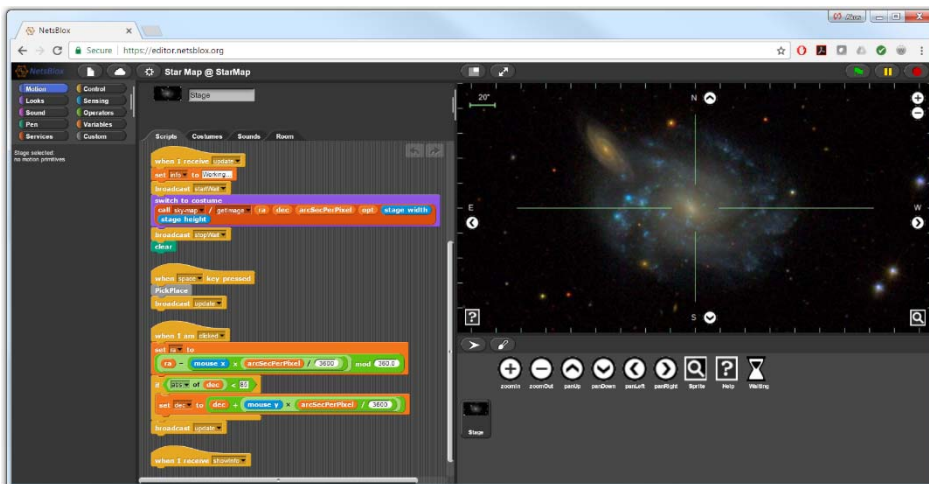 NetsBlox
Secure | https://editor.netsblox.org
NetsBlox
Star Map @ StarMap
Motion Control
Looks Sensing
Sound Operators
Pen Variables
Services Custom
Stage selected:
no motion primitives
Stage
Scripts Costumes Sounds Room
when I receive update
set info to Working...
broadcast startWait
switch to costume
call sky-map / getImage ra dec arcSecPerPixel opt stage width
stage height
broadcast stopWait
clear
when space key pressed
PickPlace
broadcast update
when I am clicked
set ra to
ra - mouse x × arcSecPerPixel / 3600 mod 360.0
if abs of dec <
set dec to dec + mouse y × arcSecPerPixel / 3600
broadcast update
when I receive showInfo
20"
N
E
W
S
?
zoomIn zoomOut panUp panDown panLeft panRight Sprite Help Waiting
Stage